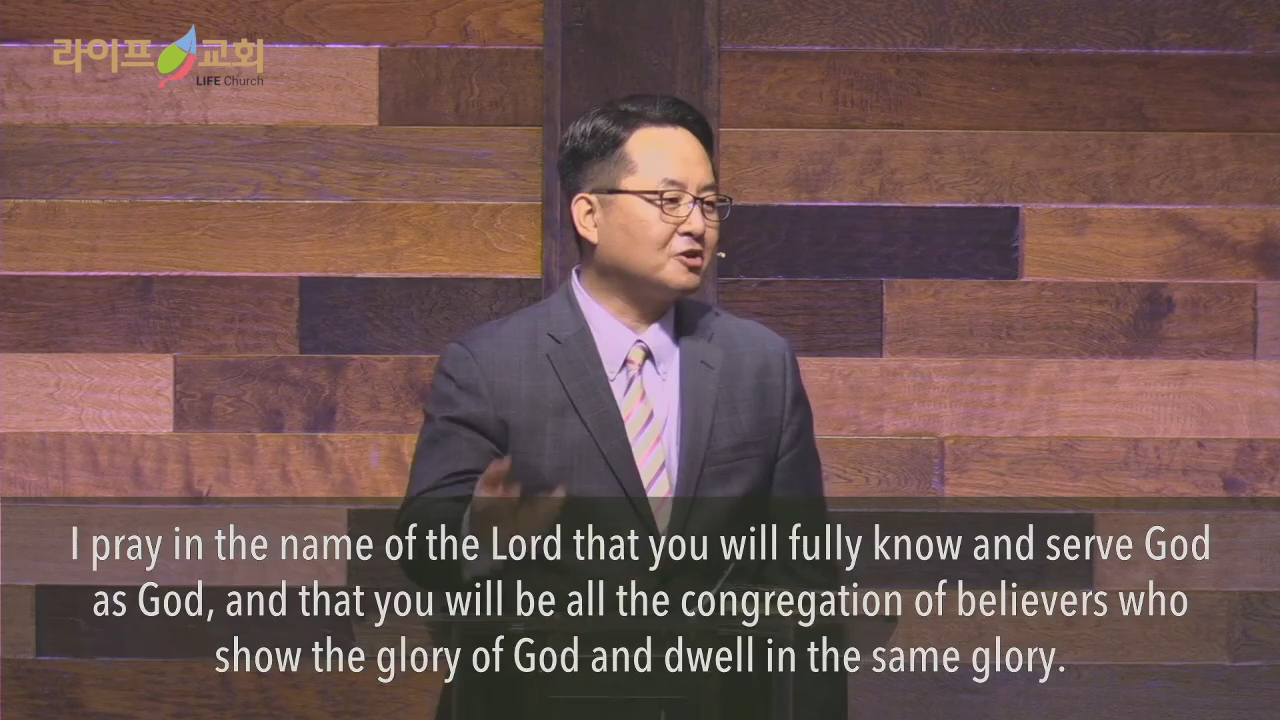 라이프 교회
LIFE Church
I pray in the name of the Lord that you will fully know and serve God
as God, and that you will be all the congregation of believers who
show the glory of God and dwell in the same glory.